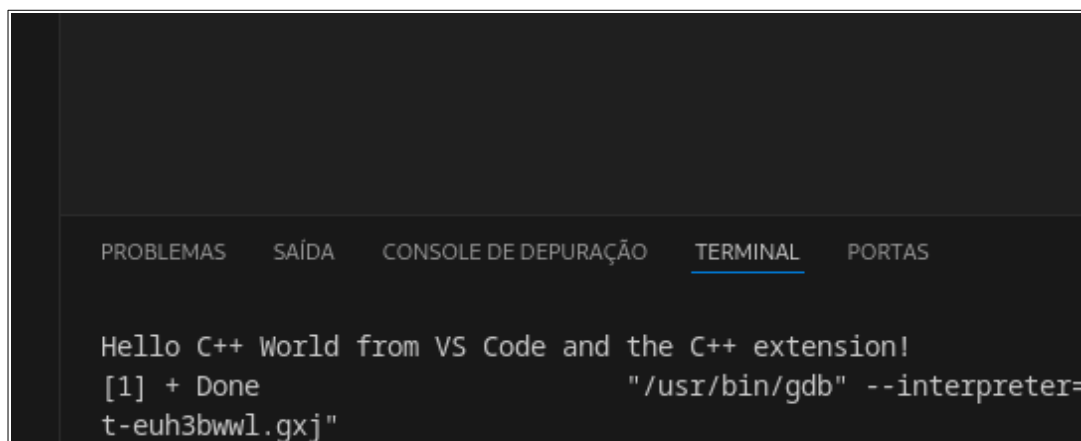 PROBLEMAS SAÍDA CONSOLE DE DEPURAÇÃO TERMINAL PORTAS
Hello C++ World from VS Code and the C++ extension!
[1] + Done "/usr/bin/gdb" --interpreter=
t-euh3bwwl.gxj"